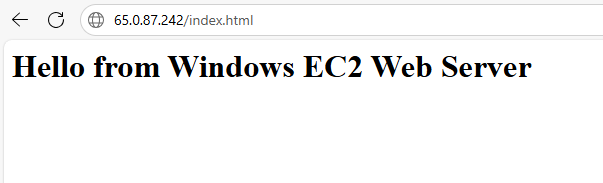 65.0.87.242/index.html
Hello from Windows EC2 Web Server